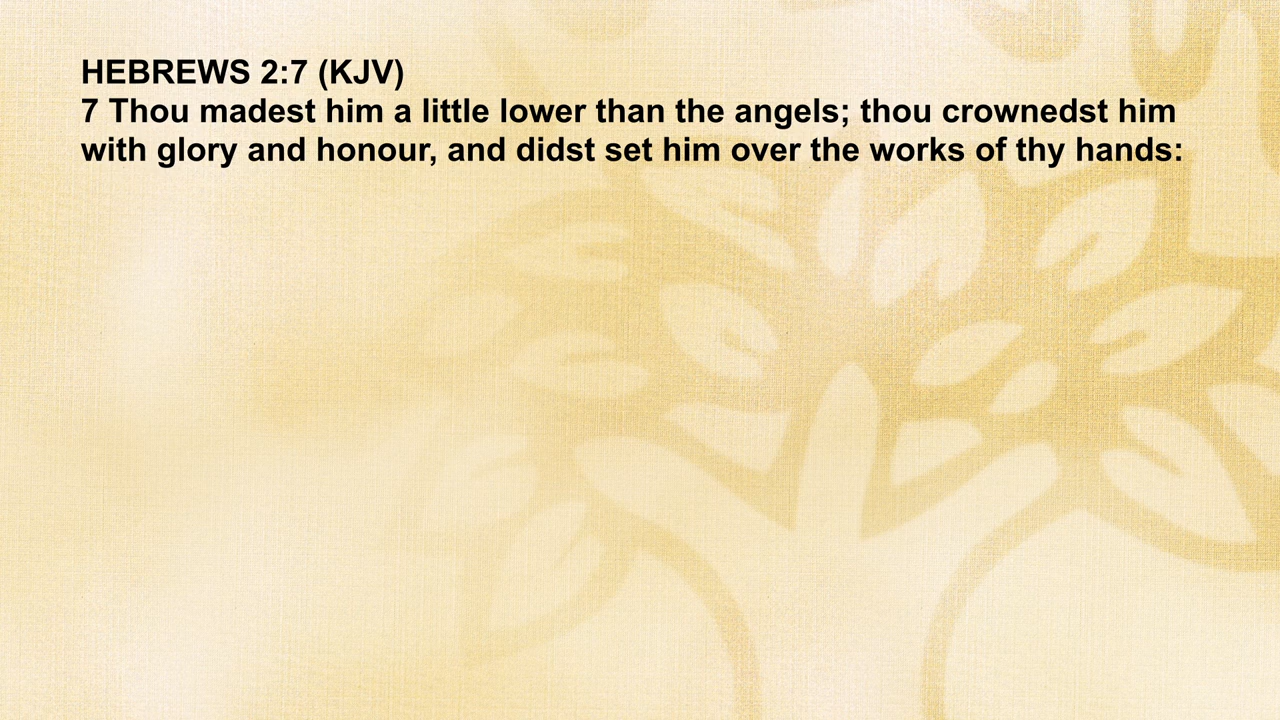 HEBREWS 2:7 (KJV)
7 Thou madest him a little lower than the angels; thou crownedst him
with glory and honour, and didst set him over the works of thy hands: